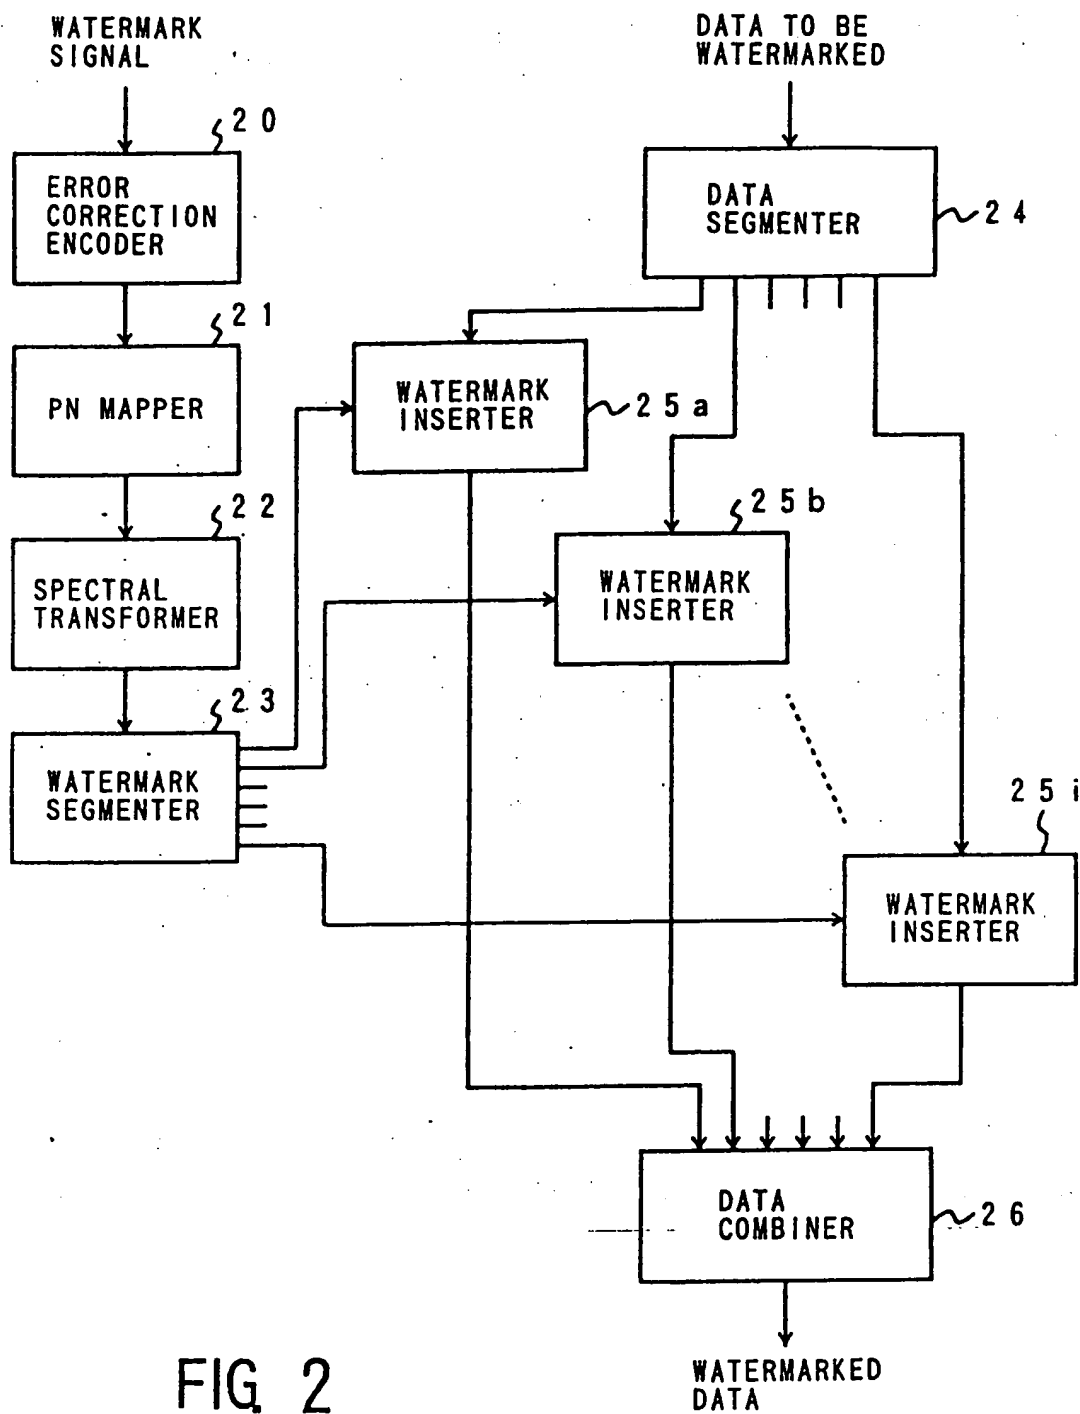 WATERMARK
SIGNAL
DATA TO BE
WATERMARKED
20
ERROR
CORRECTION
ENCODER
DATA
SEGMENTER
24
21
PN MAPPER
WATERMARK
INSERTER
25a
22
SPECTRAL
TRANSFORMER
25b
WATERMARK
INSERTER
23
WATERMARK
SEGMENTER
25i
WATERMARK
INSERTER
DATA
COMBINER
26
WATERMARKED
DATA
FIG. 2